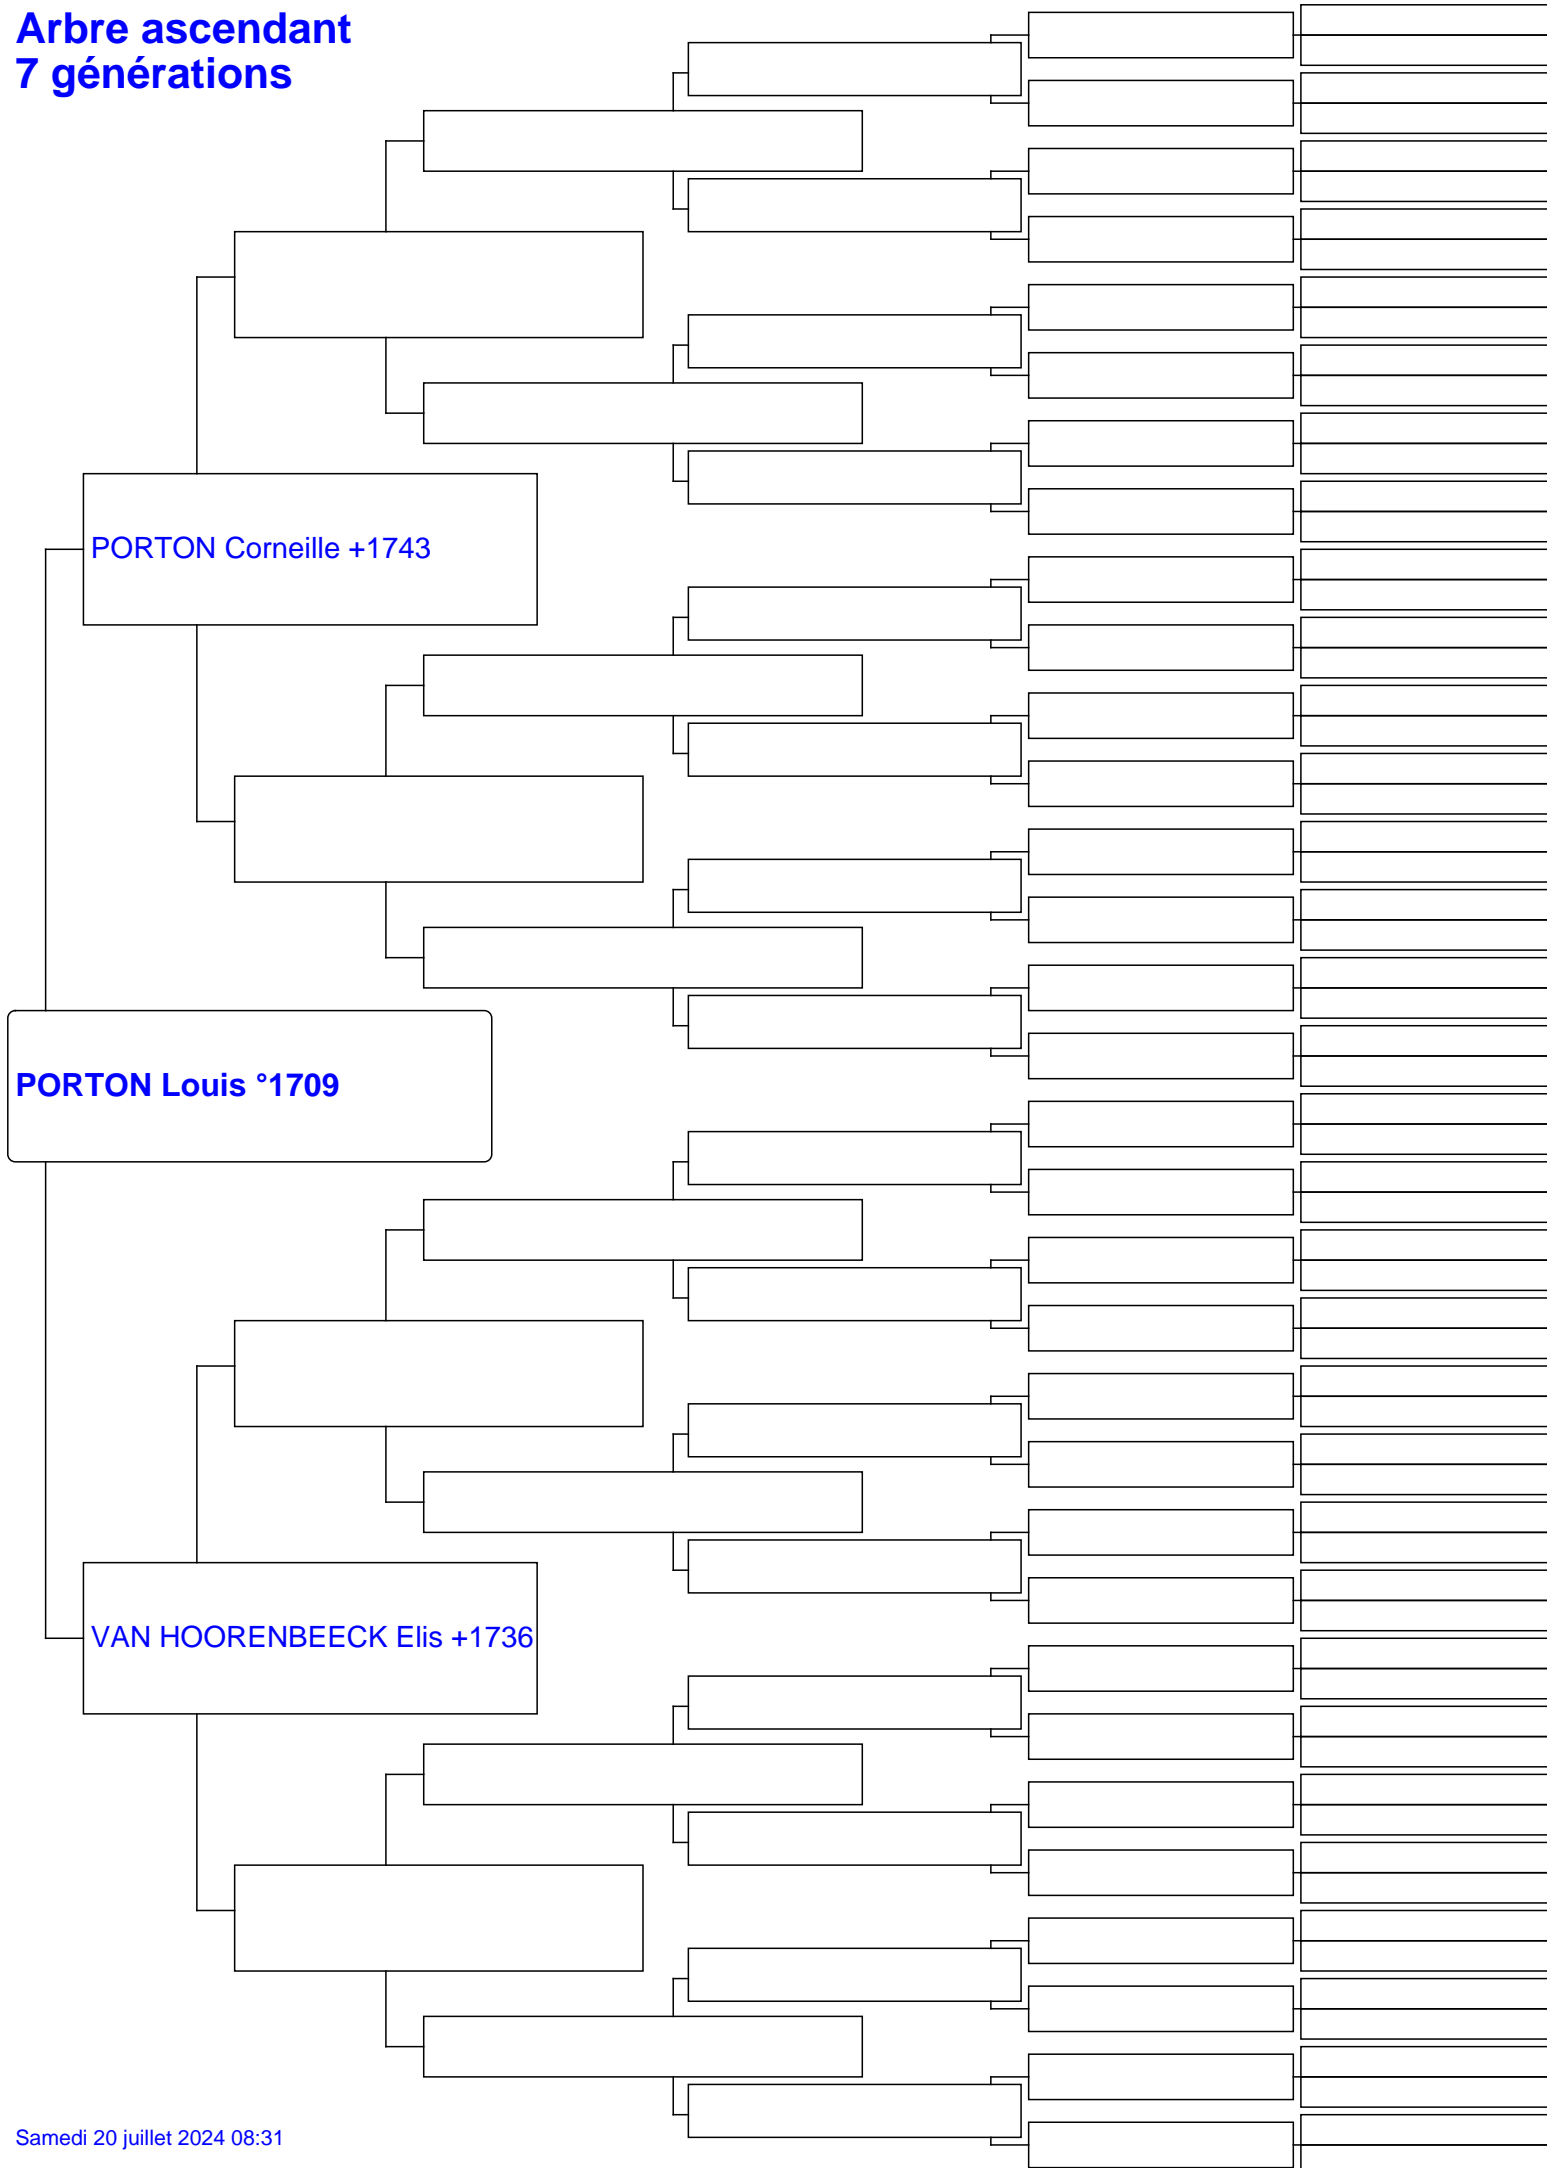 Arbre ascendant
7 générations
PORTON Corneille +1743
PORTON Louis °1709
VAN HOORENBEECK Elis +1736
Samedi 20 juillet 2024 08:31